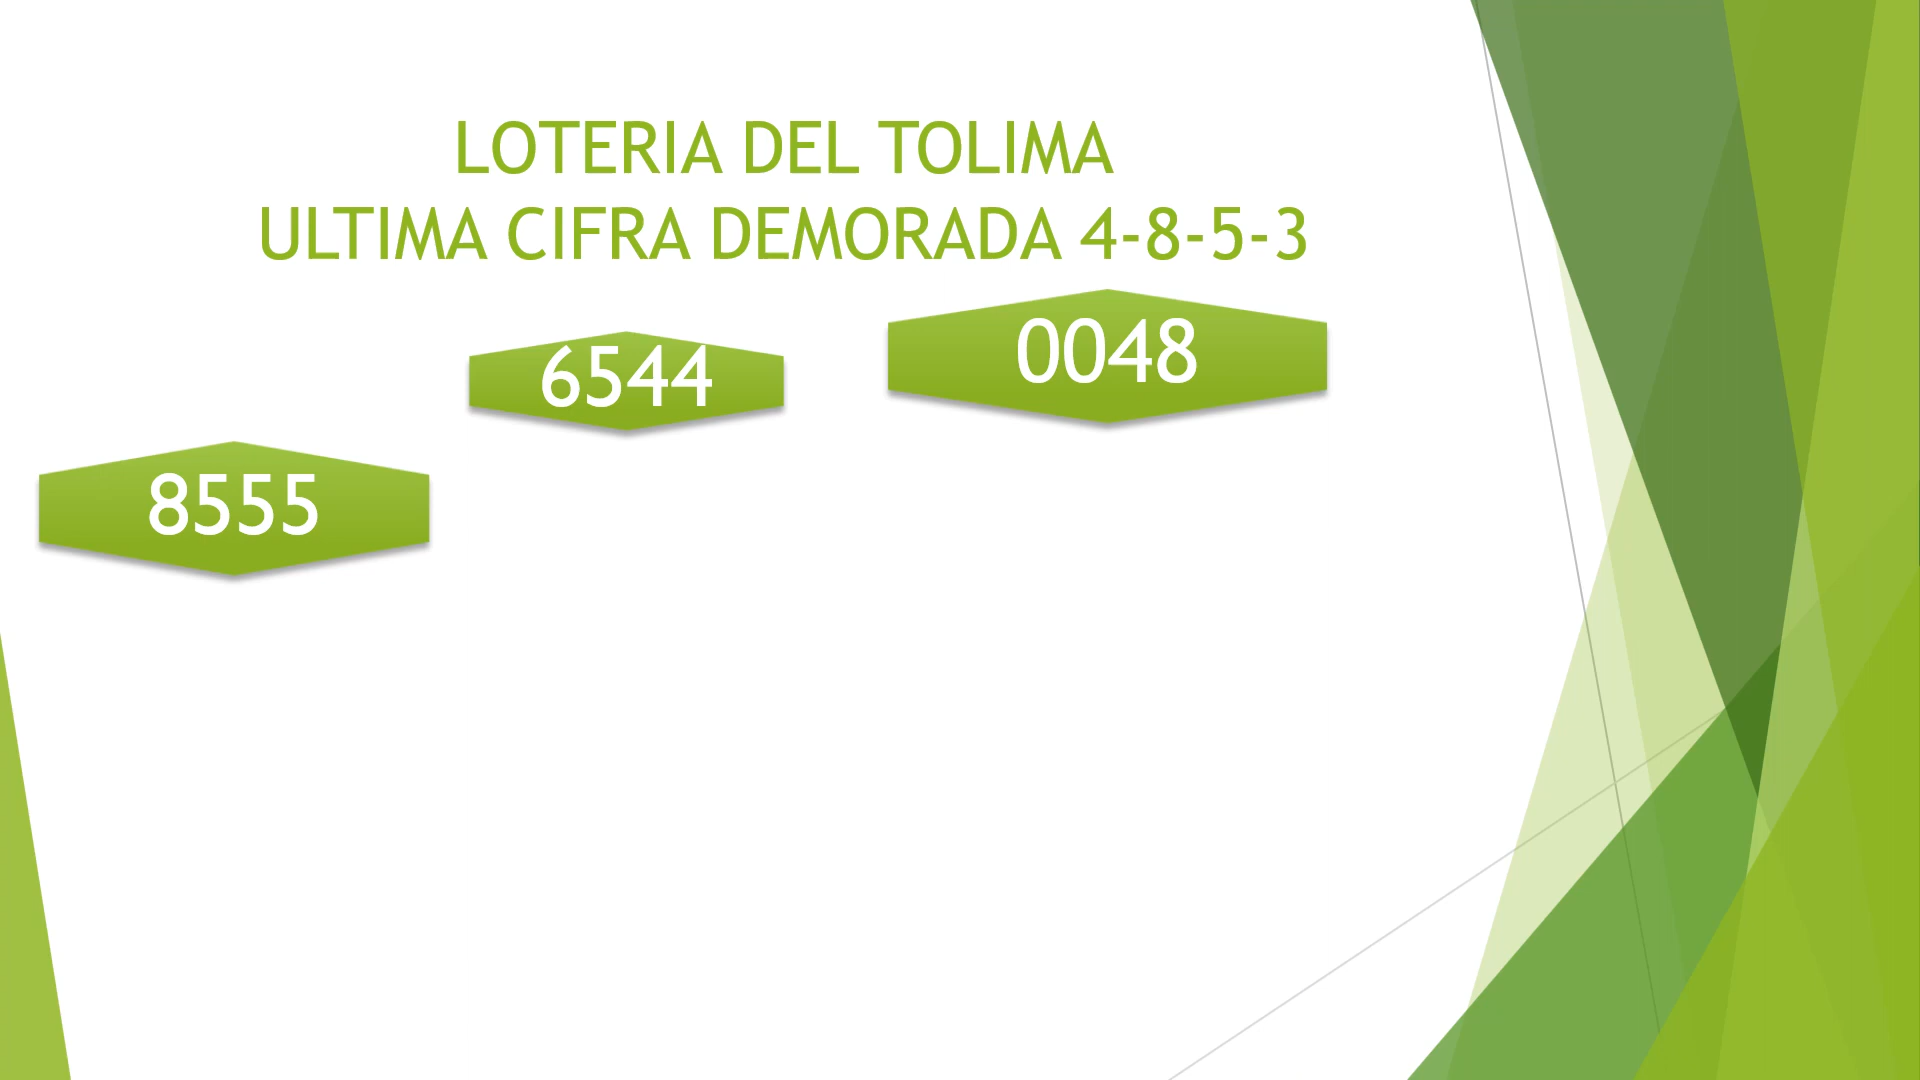 LOTERIA DEL TOLIMA
ULTIMA CIFRA DEMORADA 4-8-5-3
6544
0048
8555